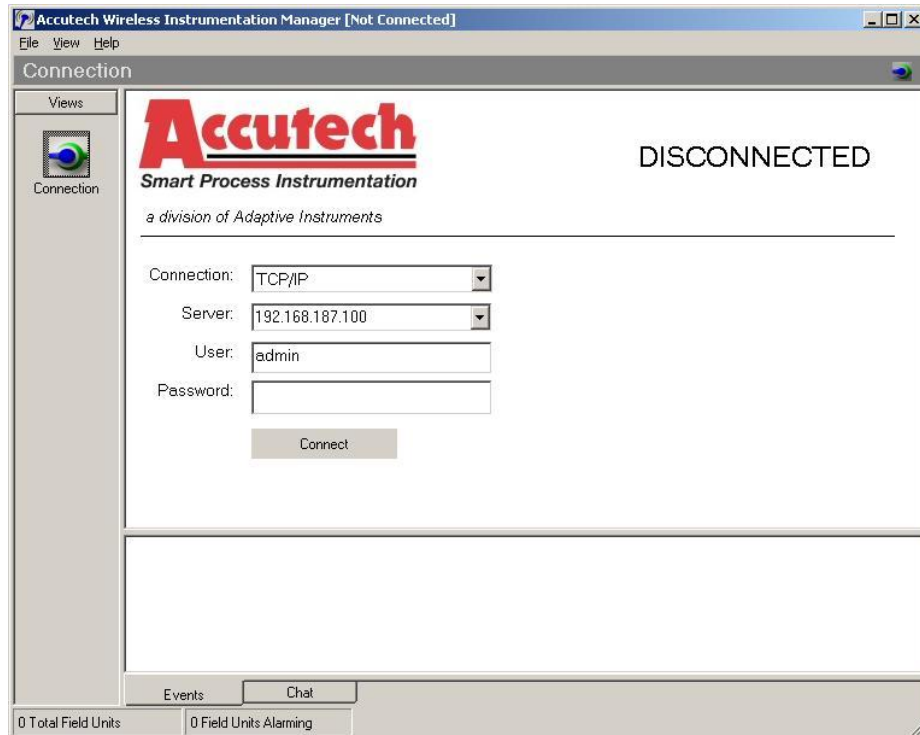 Accutech Wireless Instrumentation Manager [Not Connected]
File View Help
Connection
Views
Connection
Accutech
Smart Process Instrumentation
a division of Adaptive Instruments
DISCONNECTED
Connection: TCP/IP
Server: 192.168.187.100
User: admin
Password:
Connect
Events Chat
0 Total Field Units 0 Field Units Alarming